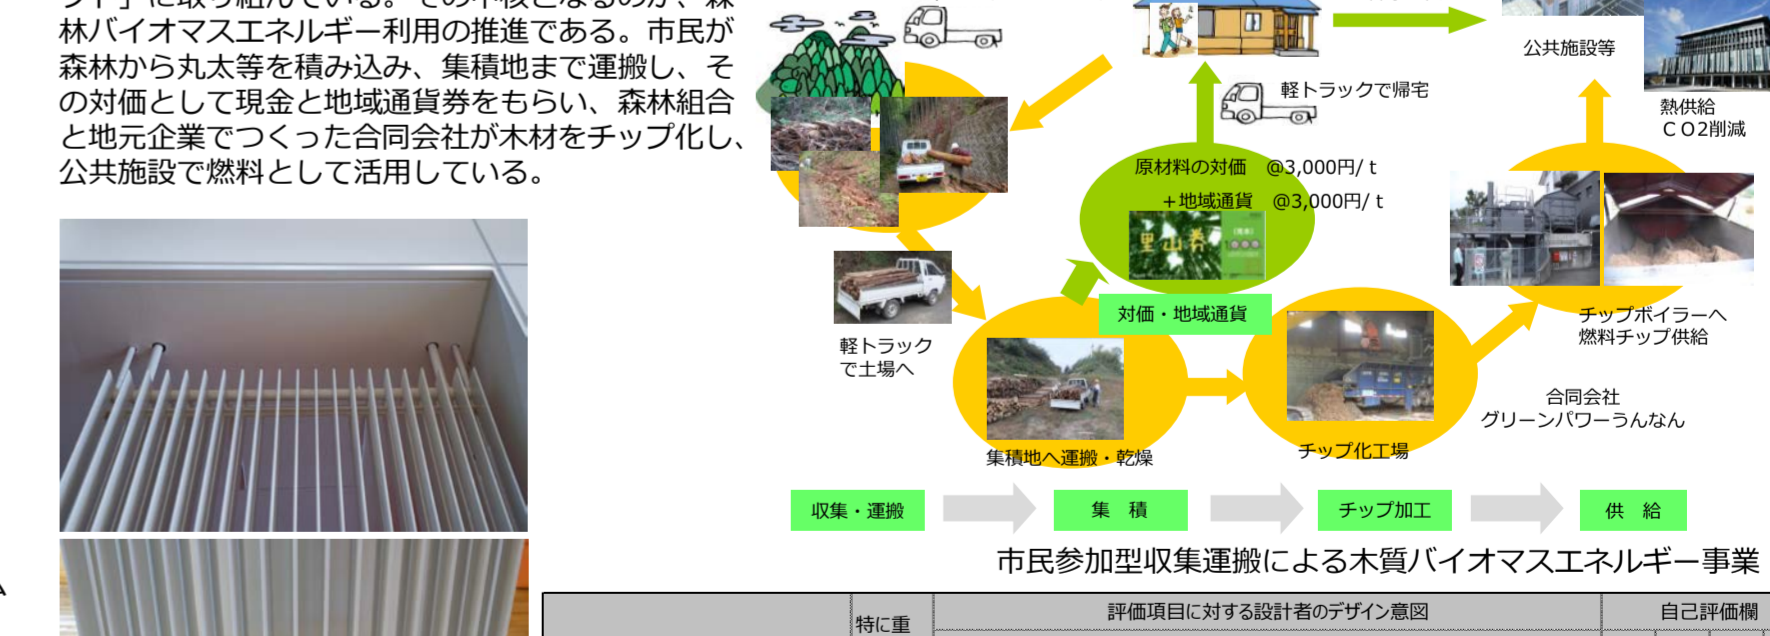 林バイオマスエネルギー利用の推進である。市民が
森林から丸太等を積み込み、集積地まで運搬し、そ
の対価として現金と地域通貨券をもらい、森林組合
と地元企業でつくった合同会社が木材をチップ化し、
公共施設で燃料として活用している。
公共施設等
熱供給
ＣＯ2削減
軽トラックで帰宅
原材料の対価　@3,000円/ t
＋地域通貨　@3,000円/ t
里山券
対価・地域通貨
軽トラック
で土場へ
集積地へ運搬・乾燥
チップ化工場
チップボイラーへ
燃料チップ供給
合同会社
グリーンパワーうんなん
収集・運搬
集　積
チップ加工
供　給
市民参加型収集運搬による木質バイオマスエネルギー事業
特に重
評価項目に対する設計者のデザイン意図
自己評価欄